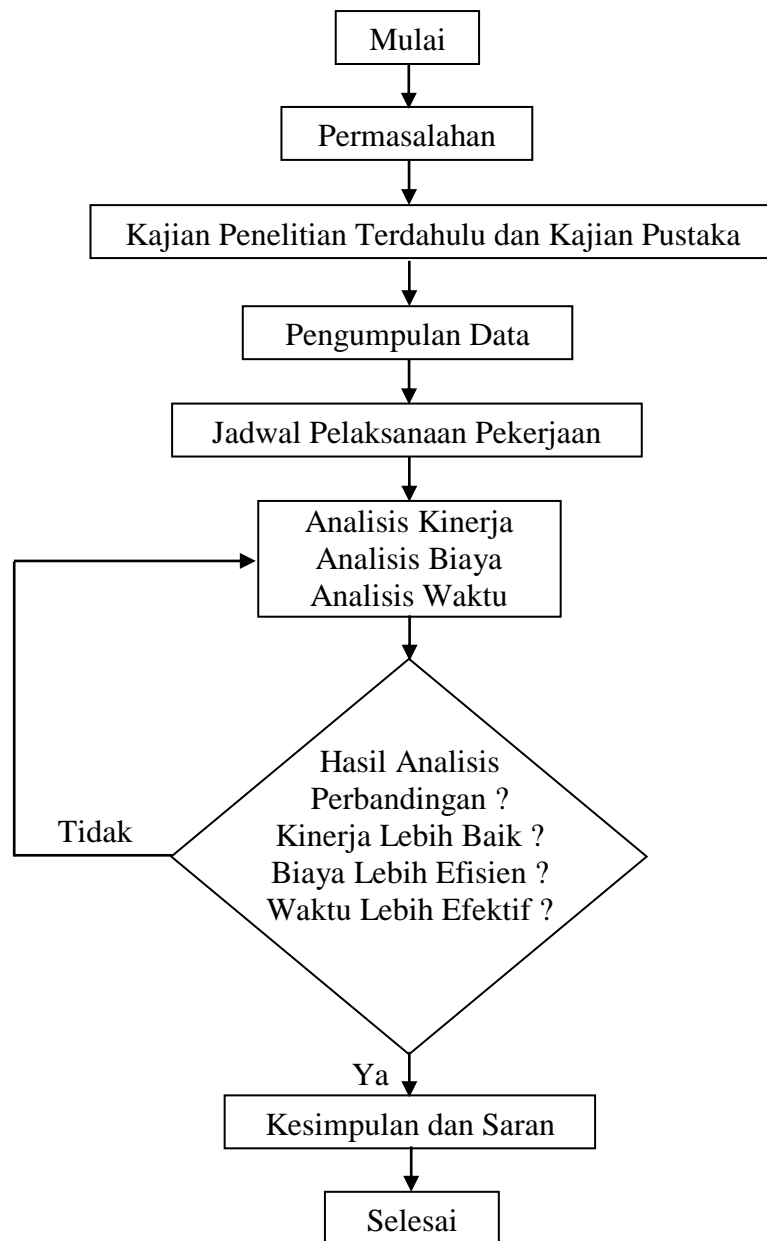 Mulai
Permasalahan
Kajian Penelitian Terdahulu dan Kajian Pustaka
Pengumpulan Data
Jadwal Pelaksanaan Pekerjaan
Analisis Kinerja
Analisis Biaya
Analisis Waktu
Hasil Analisis
Perbandingan ?
Kinerja Lebih Baik ?
Biaya Lebih Efisien ?
Waktu Lebih Efektif ?
Tidak
Ya
Kesimpulan dan Saran
Selesai